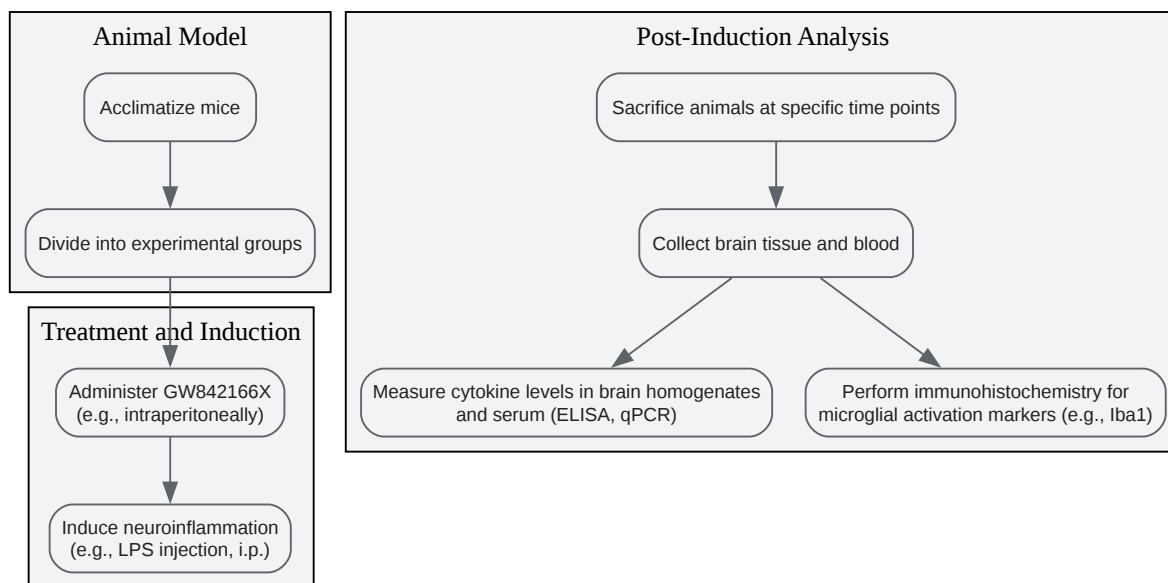 Animal Model
Acclimatize mice
Divide into experimental groups
Treatment and Induction
Administer GW842166X
(e.g., intraperitoneally)
Induce neuroinflammation
(e.g., LPS injection, i.p.)
Post-Induction Analysis
Sacrifice animals at specific time points
Collect brain tissue and blood
Measure cytokine levels in brain homogenates
and serum (ELISA, qPCR)
Perform immunohistochemistry for
microglial activation markers (e.g., Iba1)